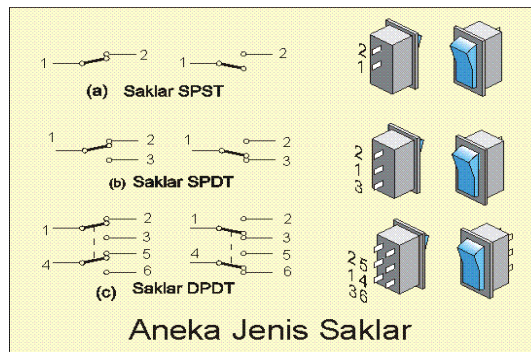 1 2 2 2
1
(a) Saklar SPST
1 2 1 2 2
3 3 1
3
(b) Saklar SPDT
1 2 1 2
3 3
4 5 4 5 2 5
6 6 1 4
3 6
(c) Saklar DPDT
Aneka Jenis Saklar